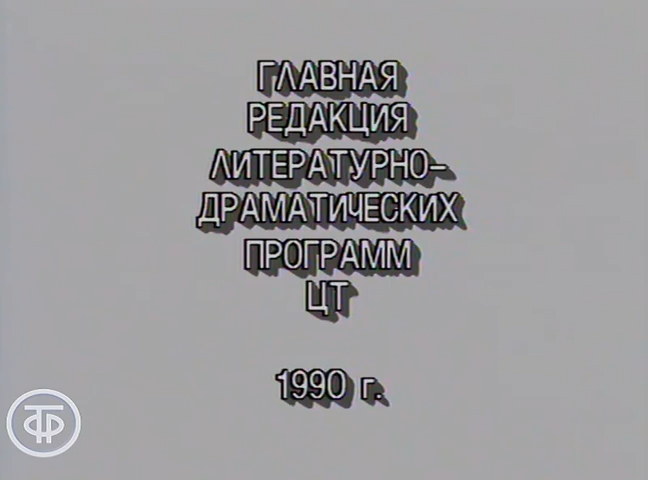 ГЛАВНАЯ
РЕДАКЦИЯ
ЛИТЕРАТУРНО-
ДРАМАТИЧЕСКИХ
ПРОГРАММ
ЦТ
1990 г.